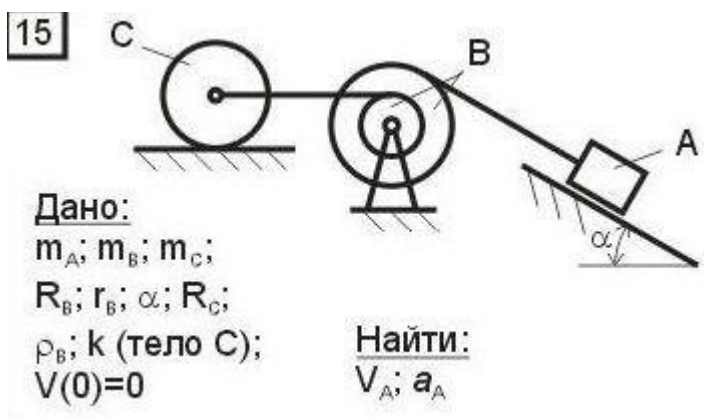 15
C
B
A
α
Дано:
m_A; m_B; m_C;
R_B; r_B; α; R_C;
ρ_B; k (тело C);
V(0)=0
Найти:
V_A; a_A